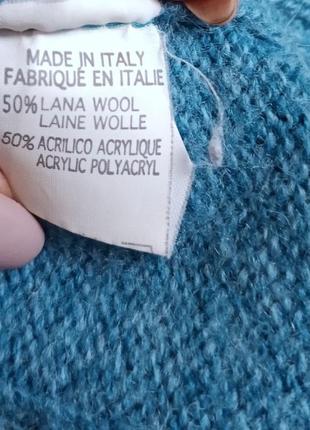 MADE IN ITALY
FABRIQUÉ EN ITALIE
50% LANA WOOL
LAINE WOLLE
50% ACRILICO ACRYLIQUE
ACRYLIC POLYACRYL